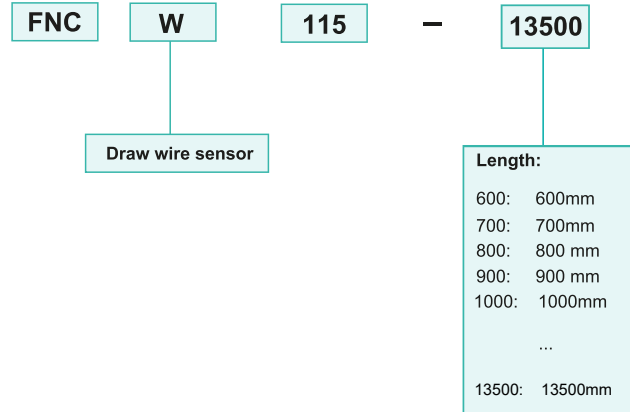 FNC W 115 – 13500
Draw wire sensor
Length:
600: 600mm
700: 700mm
800: 800 mm
900: 900 mm
1000: 1000mm
...
13500: 13500mm